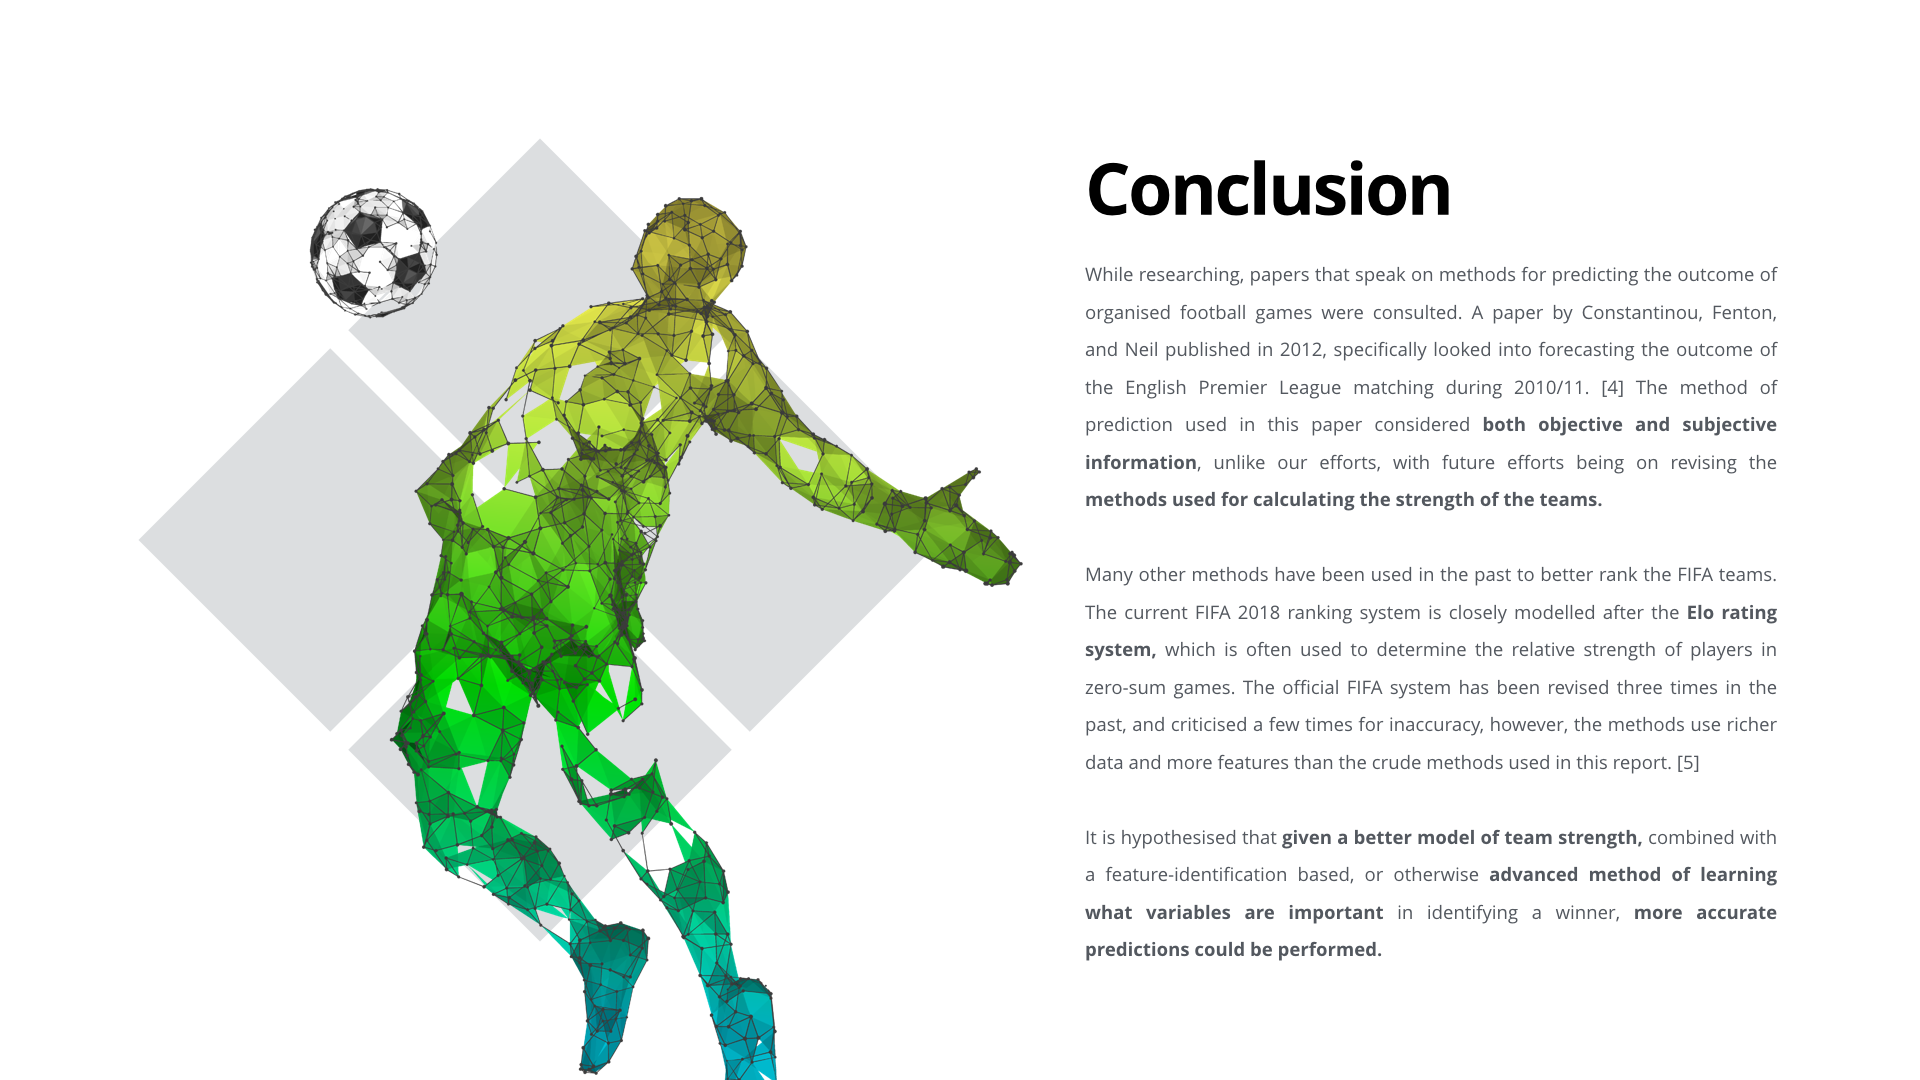 Conclusion
While researching, papers that speak on methods for predicting the outcome of
organised football games were consulted. A paper by Constantinou, Fenton,
and Neil published in 2012, specifically looked into forecasting the outcome of
the English Premier League matching during 2010/11. [4] The method of
prediction used in this paper considered both objective and subjective
information, unlike our efforts, with future efforts being on revising the
methods used for calculating the strength of the teams.
Many other methods have been used in the past to better rank the FIFA teams.
The current FIFA 2018 ranking system is closely modelled after the Elo rating
system, which is often used to determine the relative strength of players in
zero-sum games. The official FIFA system has been revised three times in the
past, and criticised a few times for inaccuracy, however, the methods use richer
data and more features than the crude methods used in this report. [5]
It is hypothesised that given a better model of team strength, combined with
a feature-identification based, or otherwise advanced method of learning
what variables are important in identifying a winner, more accurate
predictions could be performed.